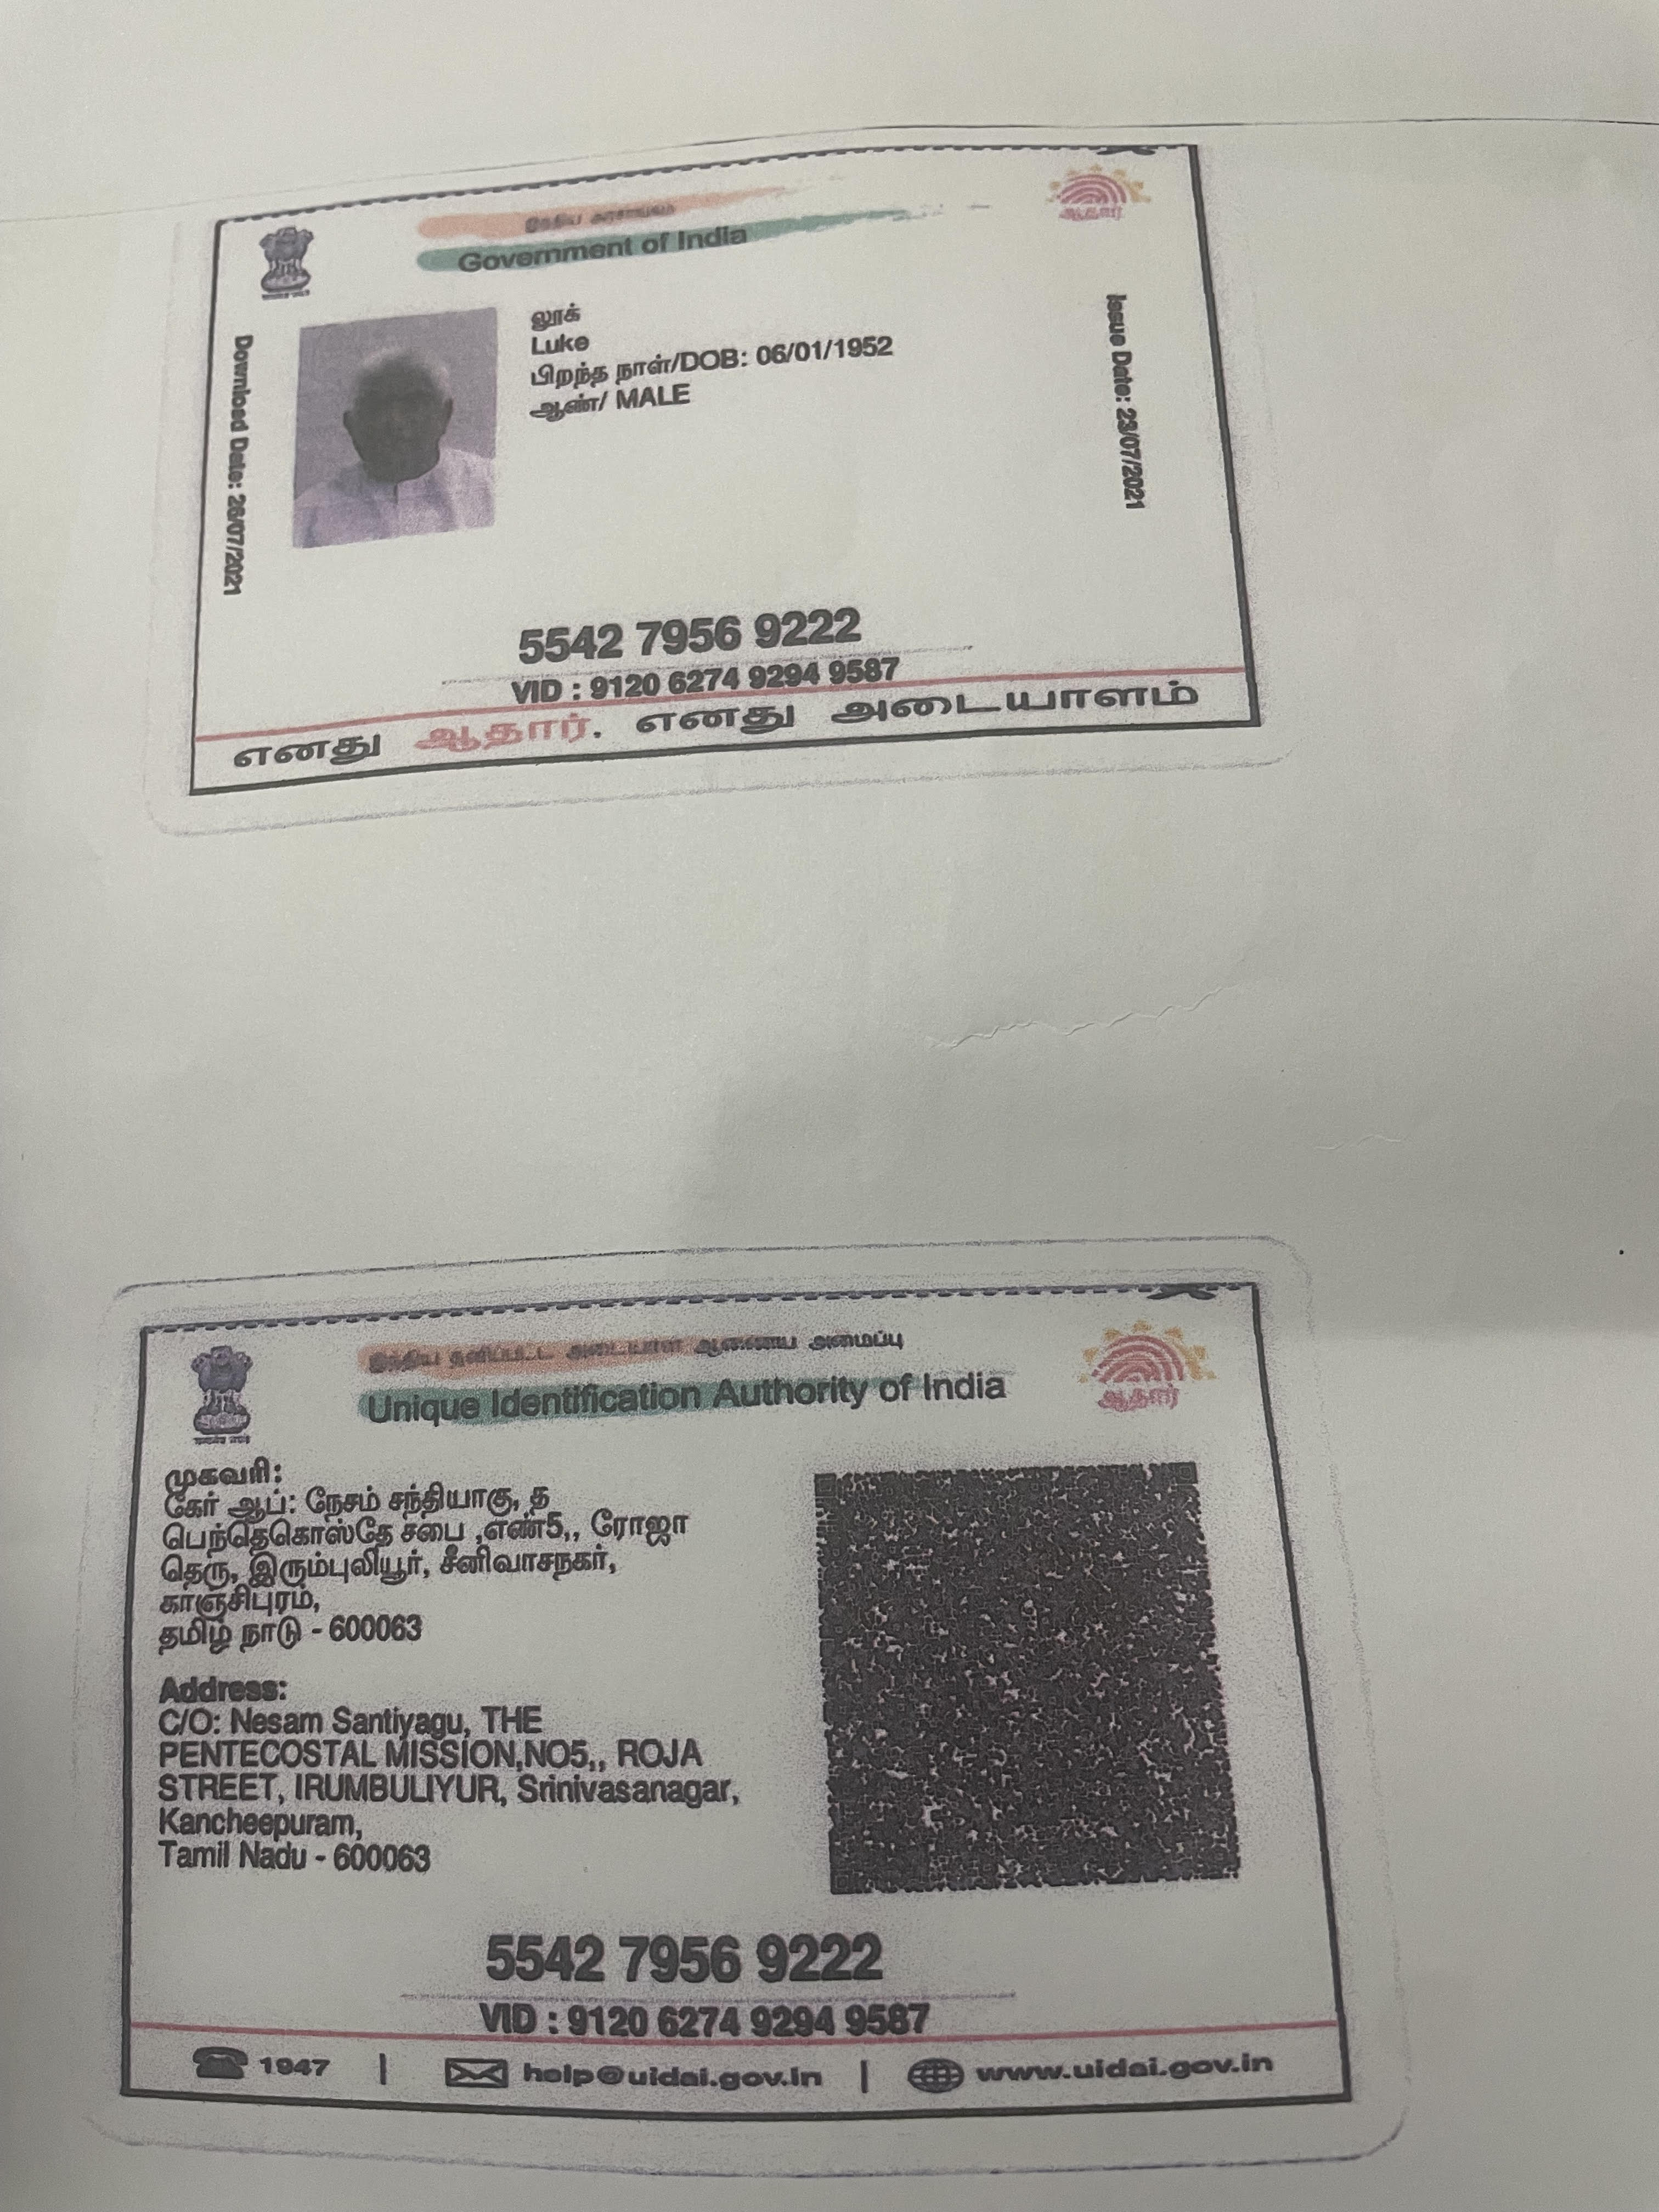 இந்திய அரசாங்கம்
Government of India
ஆதார்
லூக்
Luke
பிறந்த நாள்/DOB: 06/01/1952
ஆண்/ MALE
Download Date: 26/07/2021
Issue Date: 23/07/2021
5542 7956 9222
VID : 9120 6274 9294 9587
எனது ஆதார். எனது அடையாளம்
இந்திய தனிப்பட்ட அடையாள ஆணைய அமைப்பு
Unique Identification Authority of India
ஆதார்
முகவரி:
கேர் ஆப்: நேசம் சந்தியாகு, த
பெந்தெகொஸ்தே சபை ,எண்5,, ரோஜா
தெரு, இரும்புலியூர், சீனிவாசநகர்,
காஞ்சிபுரம்,
தமிழ் நாடு - 600063
Address:
C/O: Nesam Santiyagu, THE
PENTECOSTAL MISSION,NO5,, ROJA
STREET, IRUMBULIYUR, Srinivasanagar,
Kancheepuram,
Tamil Nadu - 600063
5542 7956 9222
VID : 9120 6274 9294 9587
1947 | help@uidai.gov.in | www.uidai.gov.in